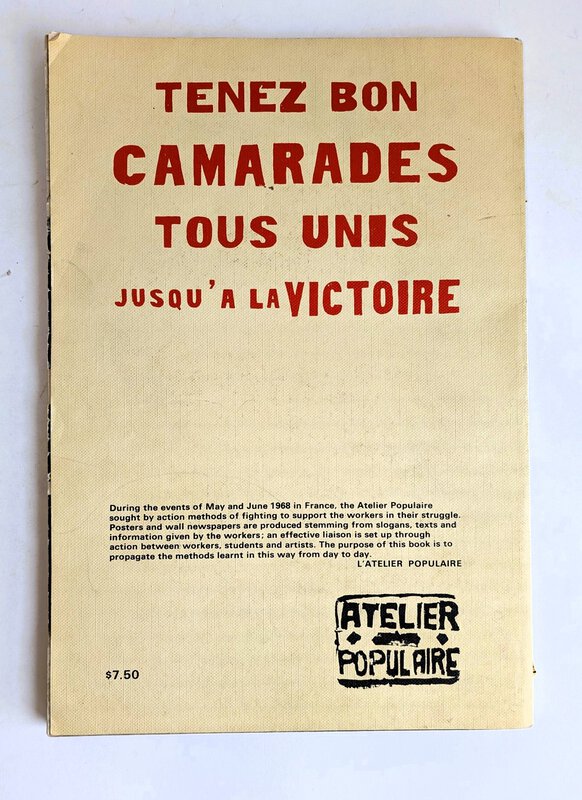 TENEZ BON
CAMARADES
TOUS UNIS
JUSQU'A LA VICTOIRE
During the events of May and June 1968 in France, the Atelier Populaire
sought by action methods of fighting to support the workers in their struggle.
Posters and wall newspapers are produced stemming from slogans, texts and
information given by the workers; an effective liaison is set up through
action between workers, students and artists. The purpose of this book is to
propagate the methods learnt in this way from day to day.
L'ATELIER POPULAIRE
ATELIER
POPULAIRE
$7.50